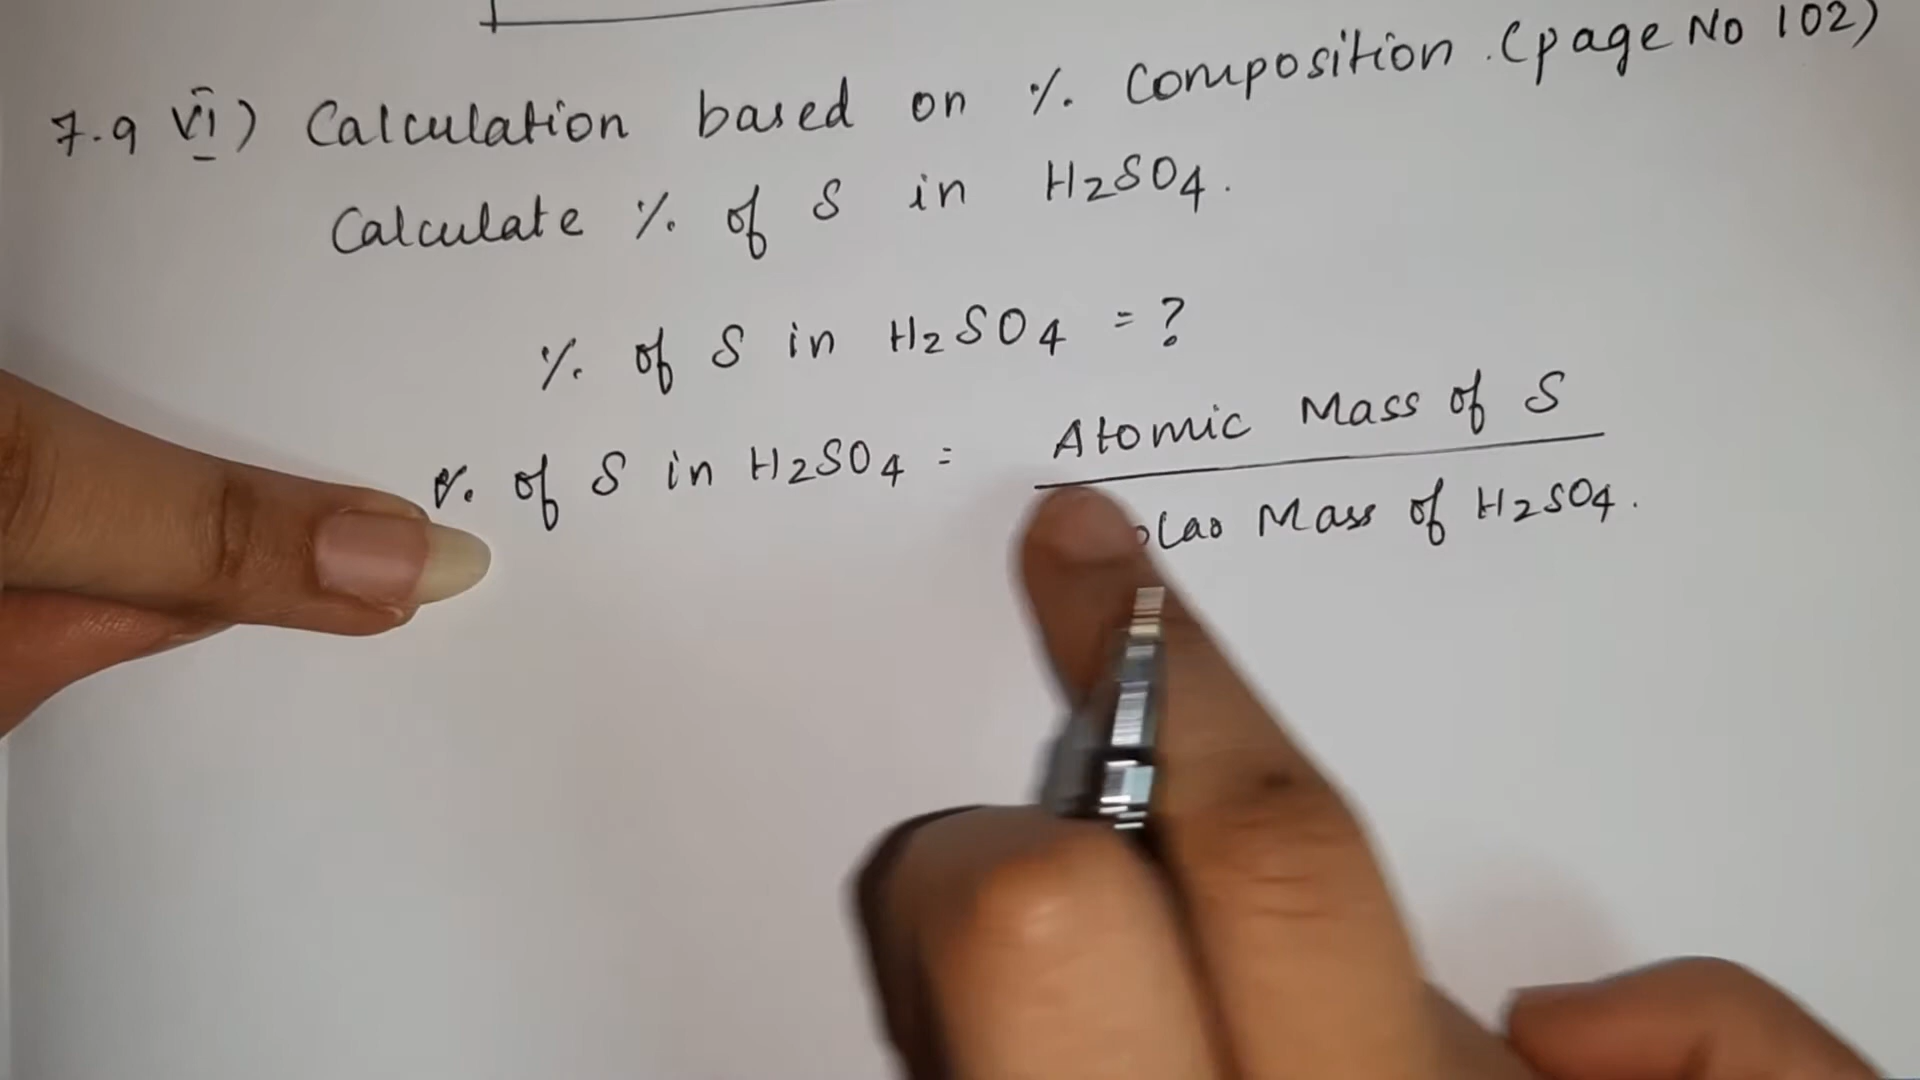 7.9 vi) Calculation based on % Composition. (page No 102)
Calculate % of S in H2SO4.
% of S in H2SO4 = ?
% of S in H2SO4 = Atomic Mass of S
Mass of H2SO4.